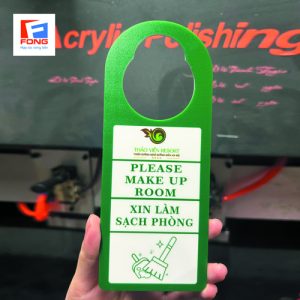 FONG
Acrylic Polishing
THẢO VIÊN RESORT
PLEASE
MAKE UP
ROOM
XIN LÀM
SẠCH PHÒNG